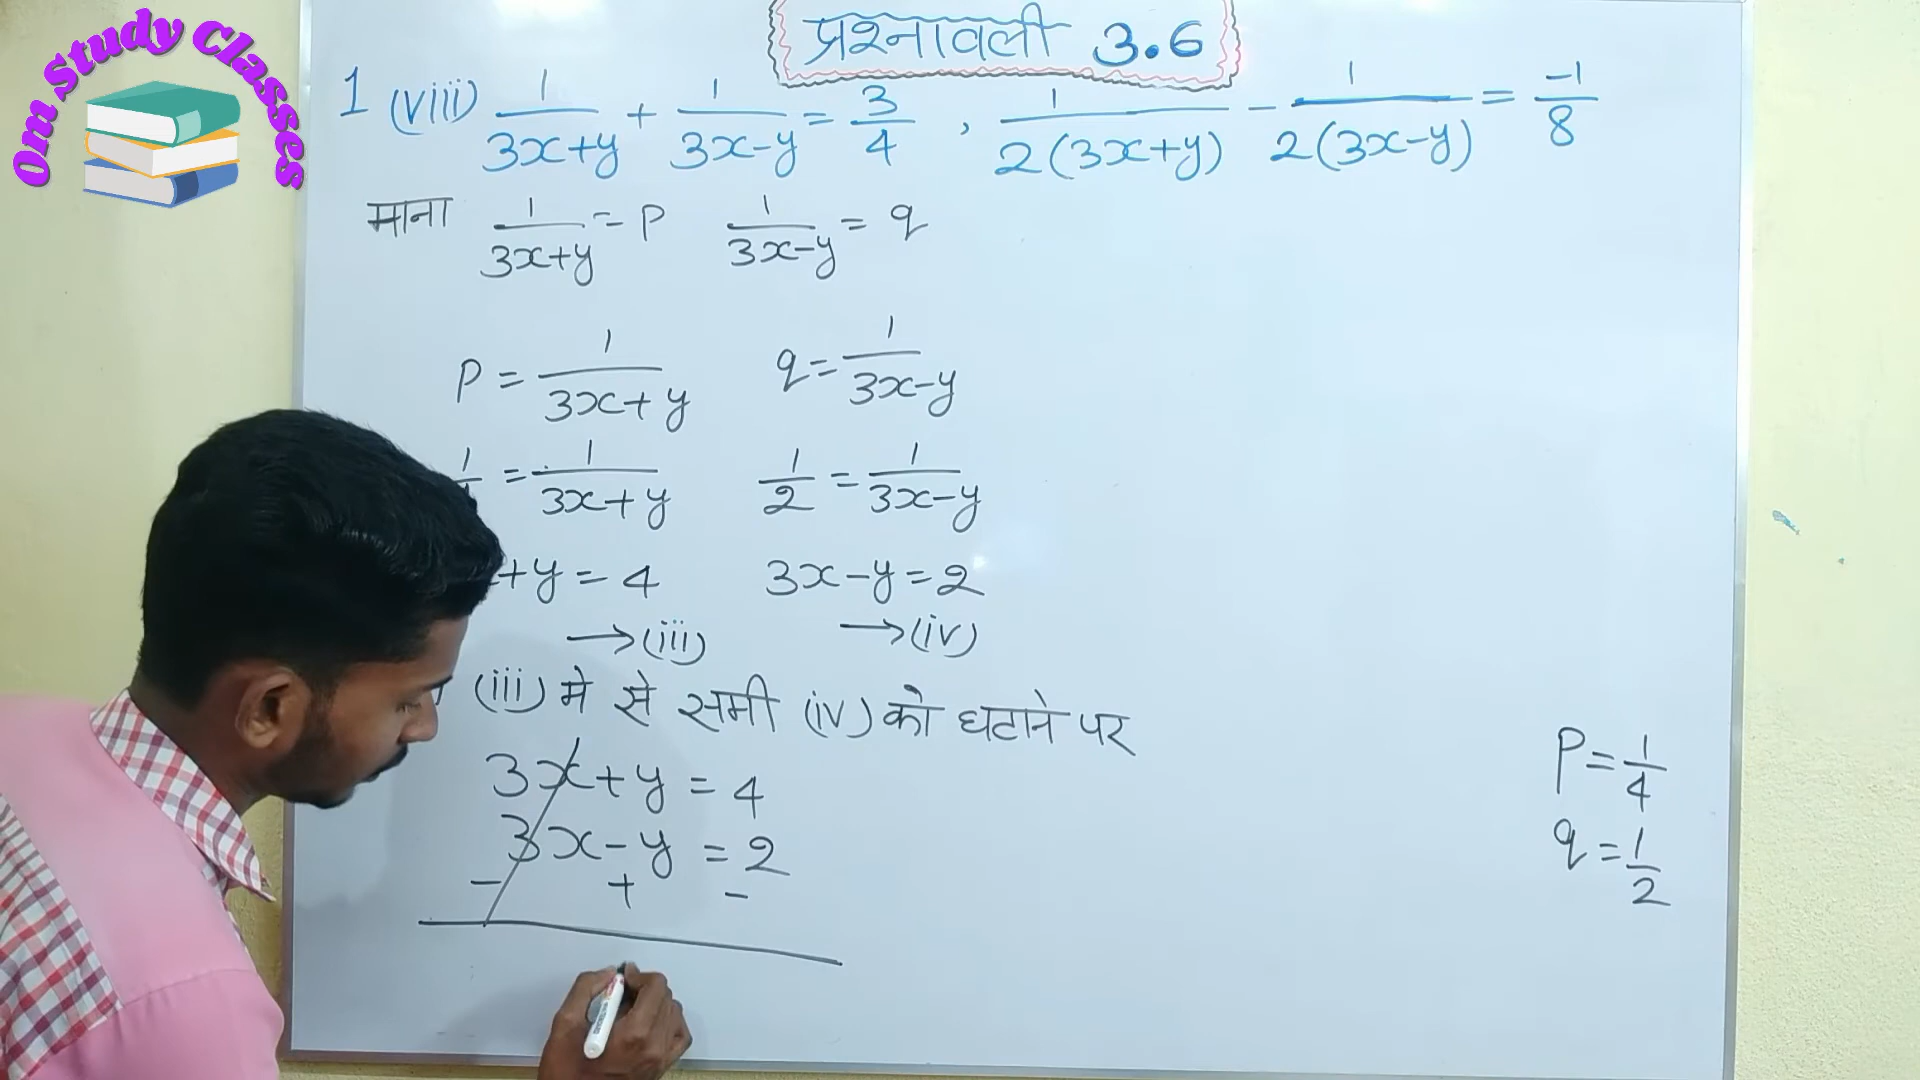 Om Study Classes
प्रश्नावली 3.6
1 (viii) 1/(3x+y) + 1/(3x-y) = 3/4 , 1/(2(3x+y)) - 1/(2(3x-y)) = -1/8
माना 1/(3x+y) = p 1/(3x-y) = q
p = 1/(3x+y) q = 1/(3x-y)
= 1/(3x+y) 1/2 = 1/(3x-y)
+y = 4 3x-y = 2
→(iii) →(iv)
(iii) मे से समी (iv) को घटाने पर
3x+y = 4
3x-y = 2
- + -
p = 1/4
q = 1/2